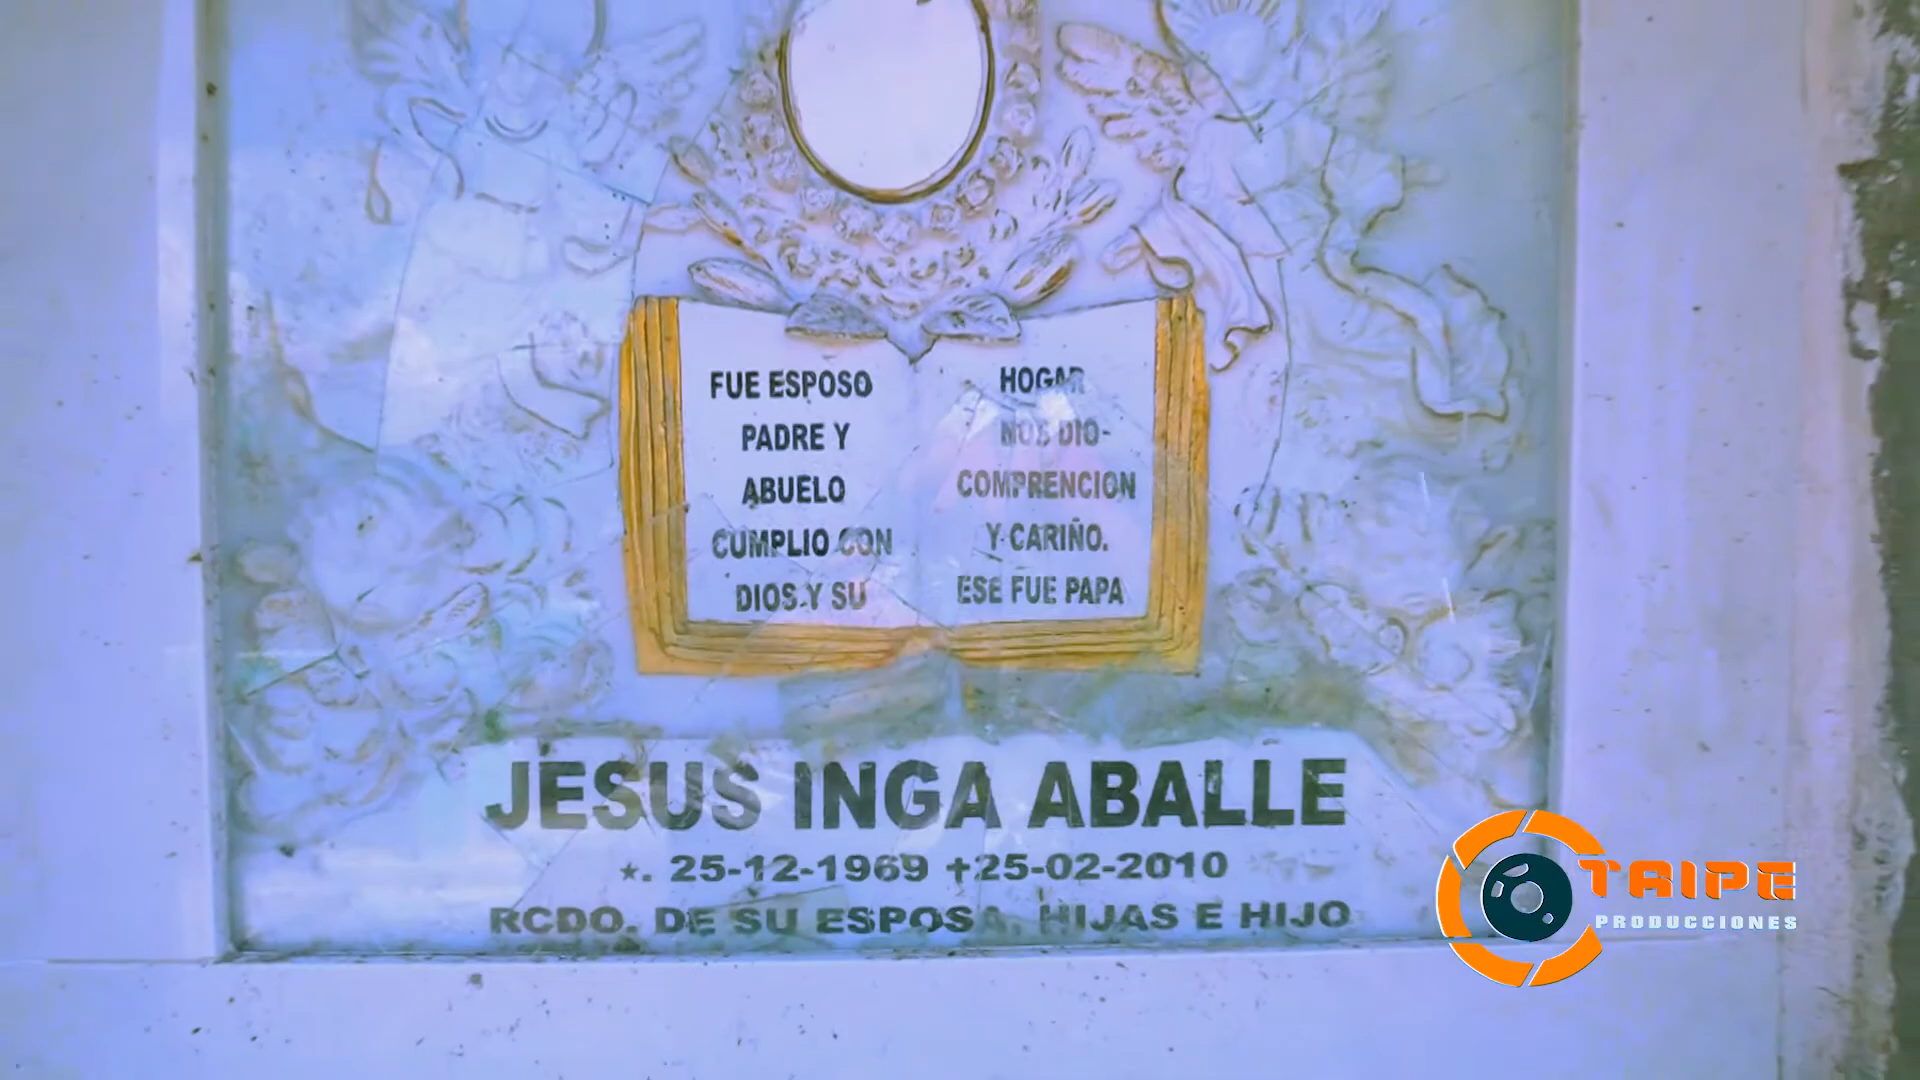 FUE ESPOSO
PADRE Y
ABUELO
CUMPLIO CON
DIOS Y SU
HOGAR
NOS DIO-
COMPRENCION
Y CARIÑO.
ESE FUE PAPA
JESUS INGA ABALLE
★. 25-12-1969 ✝25-02-2010
RCDO. DE SU ESPOSA, HIJAS E HIJO
TAIPE
PRODUCCIONES